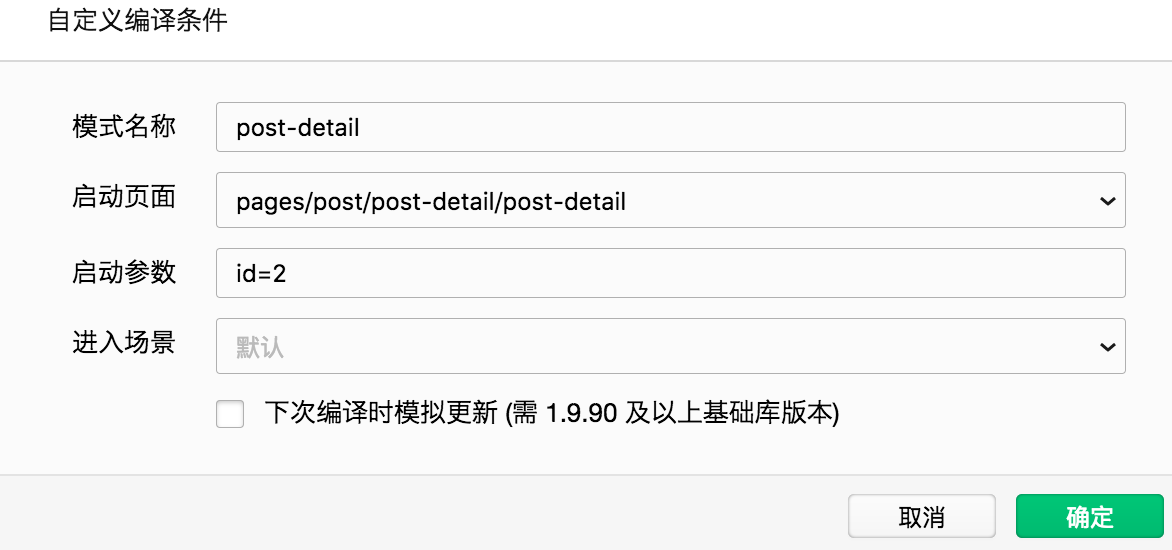 自定义编译条件
模式名称 post-detail
启动页面 pages/post/post-detail/post-detail
启动参数 id=2
进入场景 默认
下次编译时模拟更新 (需 1.9.90 及以上基础库版本)
取消 确定